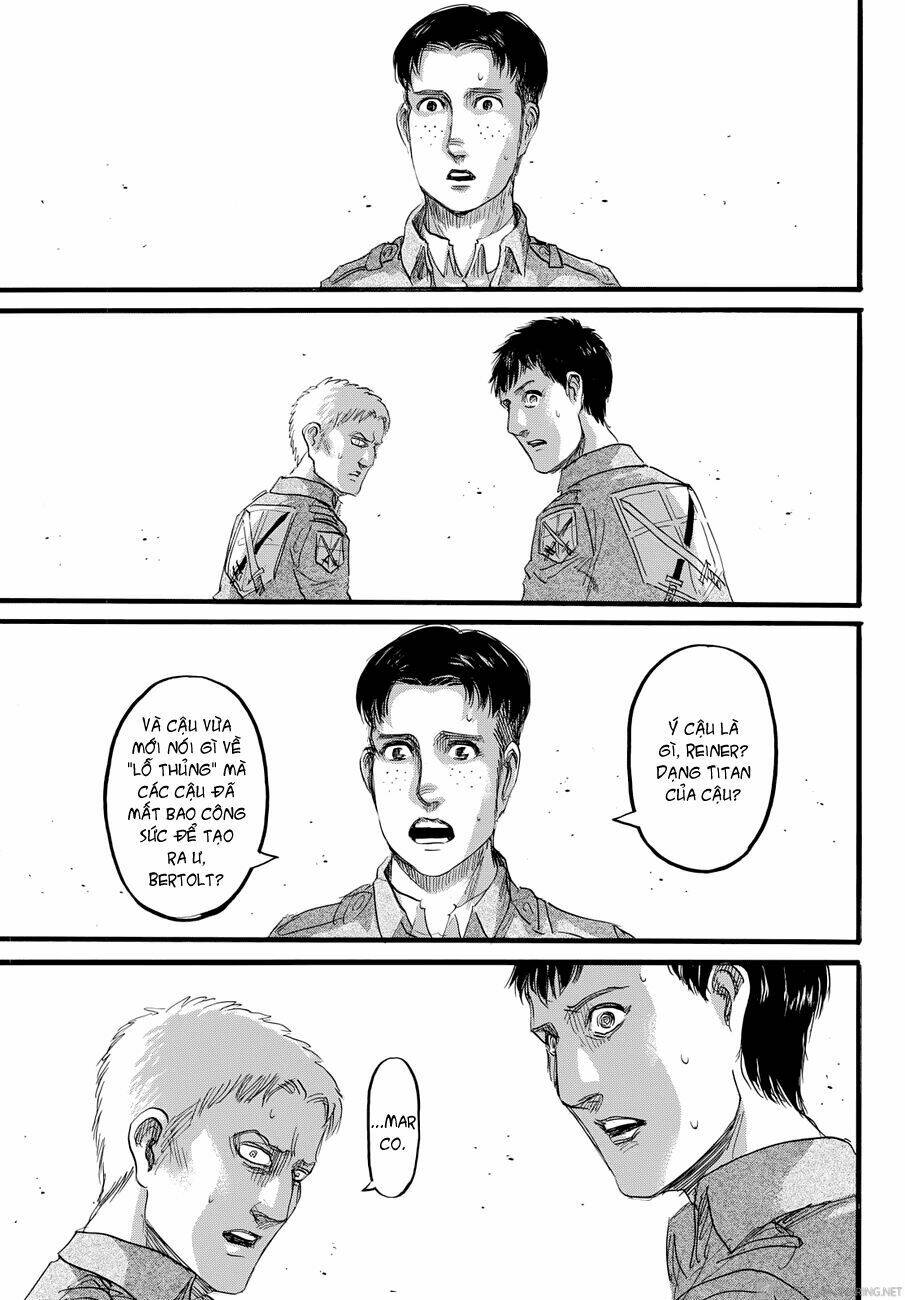 Ý CẬU LÀ
GÌ, REINER?
DẠNG TITAN
CỦA CẬU?
VÀ CẬU VỪA
MỚI NÓI GÌ VỀ
"LỖ THỦNG" MÀ
CÁC CẬU ĐÃ
MẤT BAO CÔNG
SỨC ĐỂ TẠO
RA Ư,
BERTOLT?
...MAR
CO.